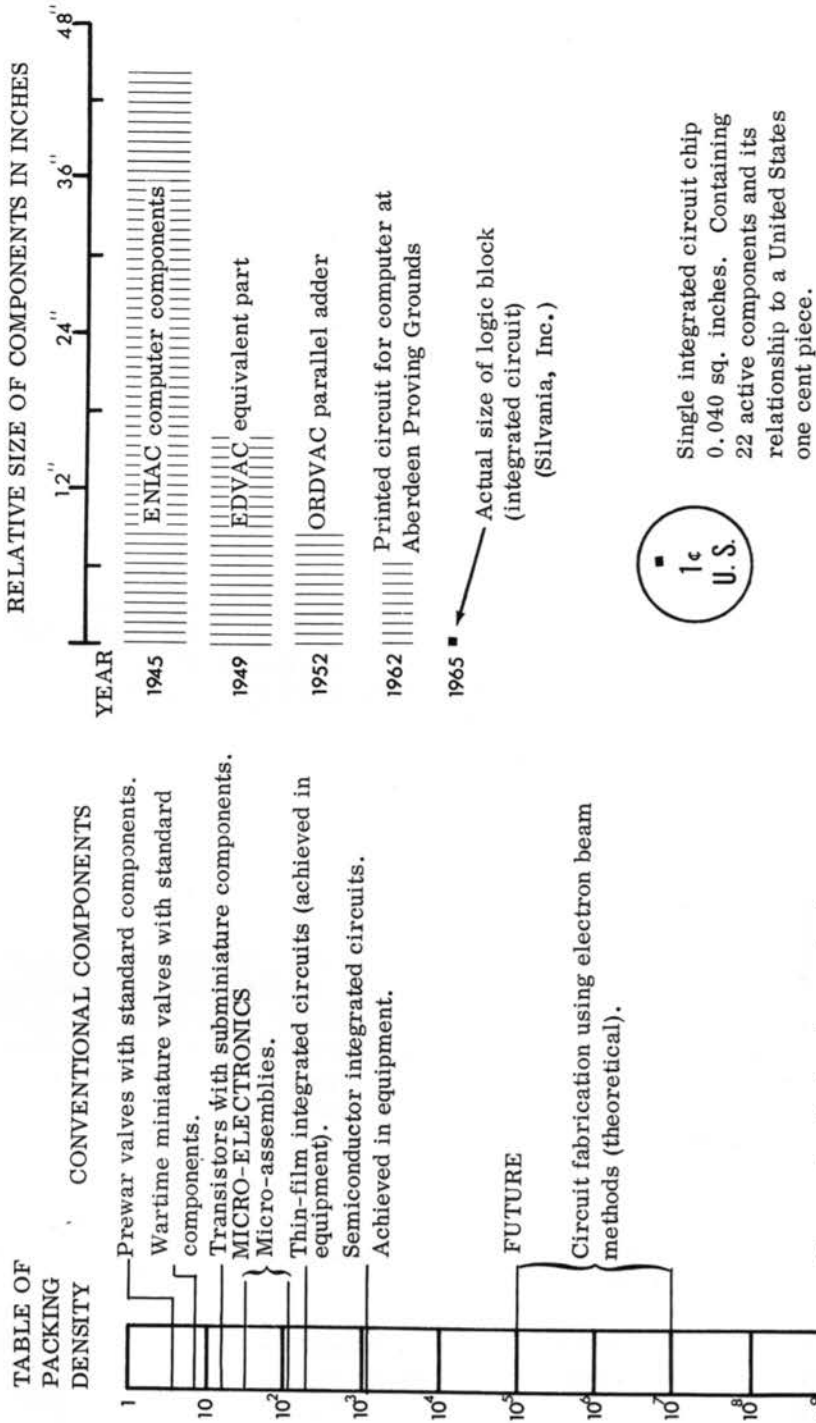 TABLE OF
PACKING
DENSITY
CONVENTIONAL COMPONENTS
1
10
10²
10³
10⁴
10⁵
10⁶
10⁷
10⁸
Prewar valves with standard components.
Wartime miniature valves with standard
components.
Transistors with subminiature components.
MICRO-ELECTRONICS
Micro-assemblies.
Thin-film integrated circuits (achieved in
equipment).
Semiconductor integrated circuits.
Achieved in equipment.
FUTURE
Circuit fabrication using electron beam
methods (theoretical).
RELATIVE SIZE OF COMPONENTS IN INCHES
12"
24"
36"
48"
YEAR
1945
ENIAC computer components
1949
EDVAC equivalent part
1952
ORDVAC parallel adder
1962
Printed circuit for computer at
Aberdeen Proving Grounds
1965
Actual size of logic block
(integrated circuit)
(Silvania, Inc.)
1¢
U. S.
Single integrated circuit chip
0.040 sq. inches. Containing
22 active components and its
relationship to a United States
one cent piece.